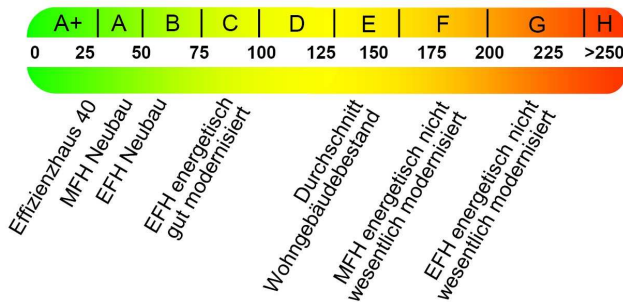 A+ A B C D E F G H
0 25 50 75 100 125 150 175 200 225 >250
Effizienzhaus 40
MFH Neubau
EFH Neubau
EFH energetisch
gut modernisiert
Durchschnitt
Wohngebäudebestand
MFH energetisch nicht
wesentlich modernisiert
EFH energetisch nicht
wesentlich modernisiert